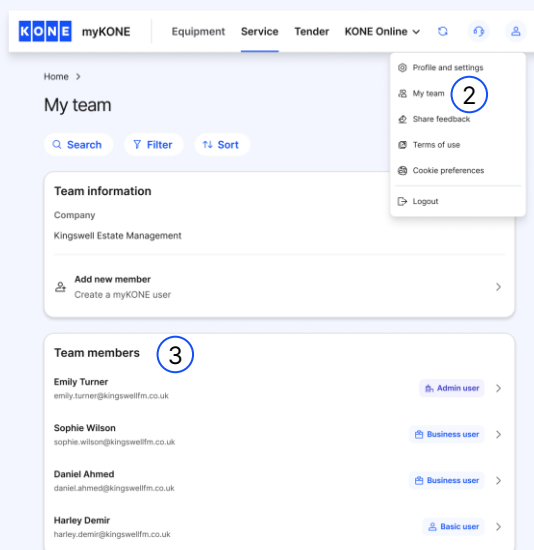 KONE myKONE Equipment Service Tender KONE Online
Profile and settings
My team 2
Share feedback
Terms of use
Cookie preferences
Logout
Home >
My team
Search Filter Sort
Team information
Company
Kingswell Estate Management
Add new member
Create a myKONE user
Team members 3
Emily Turner
emily.turner@kingswellfm.co.uk
Admin user
Sophie Wilson
sophie.wilson@kingswellfm.co.uk
Business user
Daniel Ahmed
daniel.ahmed@kingswellfm.co.uk
Business user
Harley Demir
harley.demir@kingswellfm.co.uk
Basic user